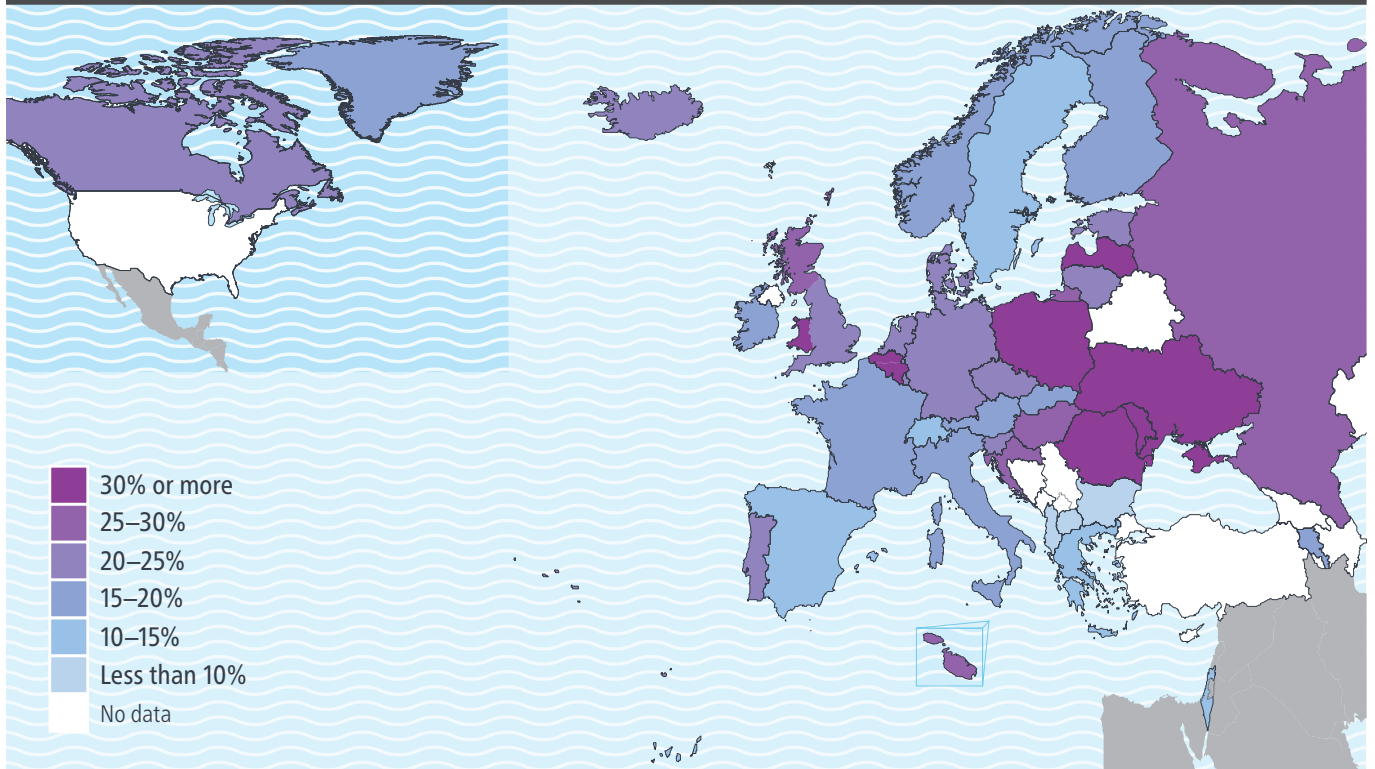 30% or more
25–30%
20–25%
15–20%
10–15%
Less than 10%
No data